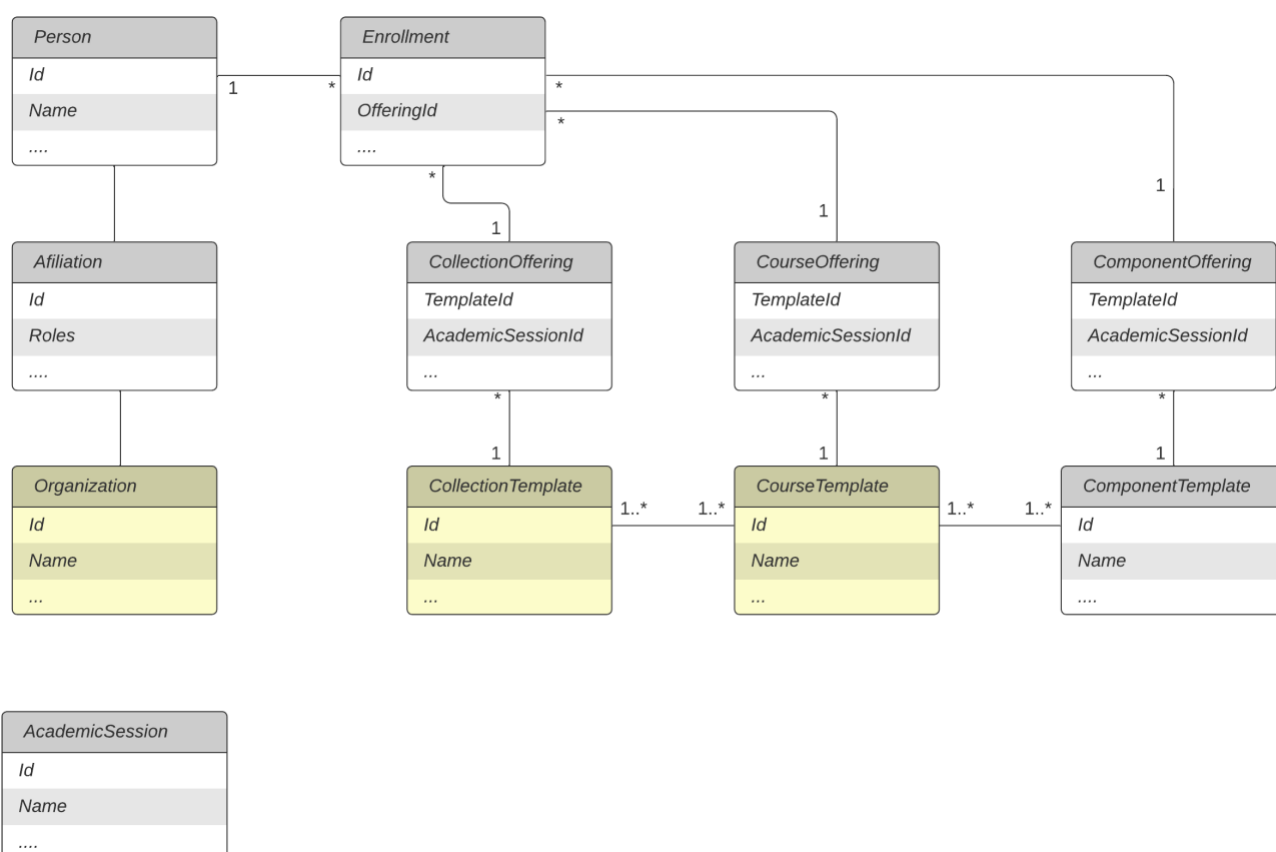 Person
Id
Name
....
Enrollment
Id
OfferingId
....
1
*
*
*
*
1
1
1
Afiliation
Id
Roles
....
CollectionOffering
TemplateId
AcademicSessionId
...
CourseOffering
TemplateId
AcademicSessionId
...
ComponentOffering
TemplateId
AcademicSessionId
...
*
*
*
1
1
1
Organization
Id
Name
...
CollectionTemplate
Id
Name
...
1..*
1..*
CourseTemplate
Id
Name
...
1..*
1..*
ComponentTemplate
Id
Name
....
AcademicSession
Id
Name
....